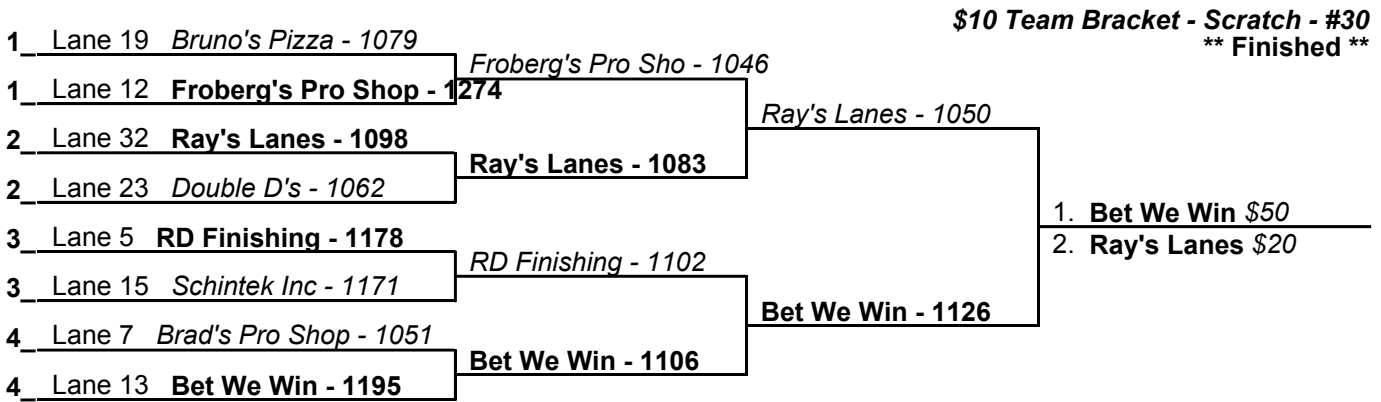 $10 Team Bracket - Scratch - #30
** Finished **
1_ Lane 19 Bruno's Pizza - 1079
Froberg's Pro Sho - 1046
1_ Lane 12 Froberg's Pro Shop - 1274
Ray's Lanes - 1050
2_ Lane 32 Ray's Lanes - 1098
Ray's Lanes - 1083
2_ Lane 23 Double D's - 1062
1. Bet We Win $50
3_ Lane 5 RD Finishing - 1178
2. Ray's Lanes $20
RD Finishing - 1102
3_ Lane 15 Schintek Inc - 1171
Bet We Win - 1126
4_ Lane 7 Brad's Pro Shop - 1051
Bet We Win - 1106
4_ Lane 13 Bet We Win - 1195